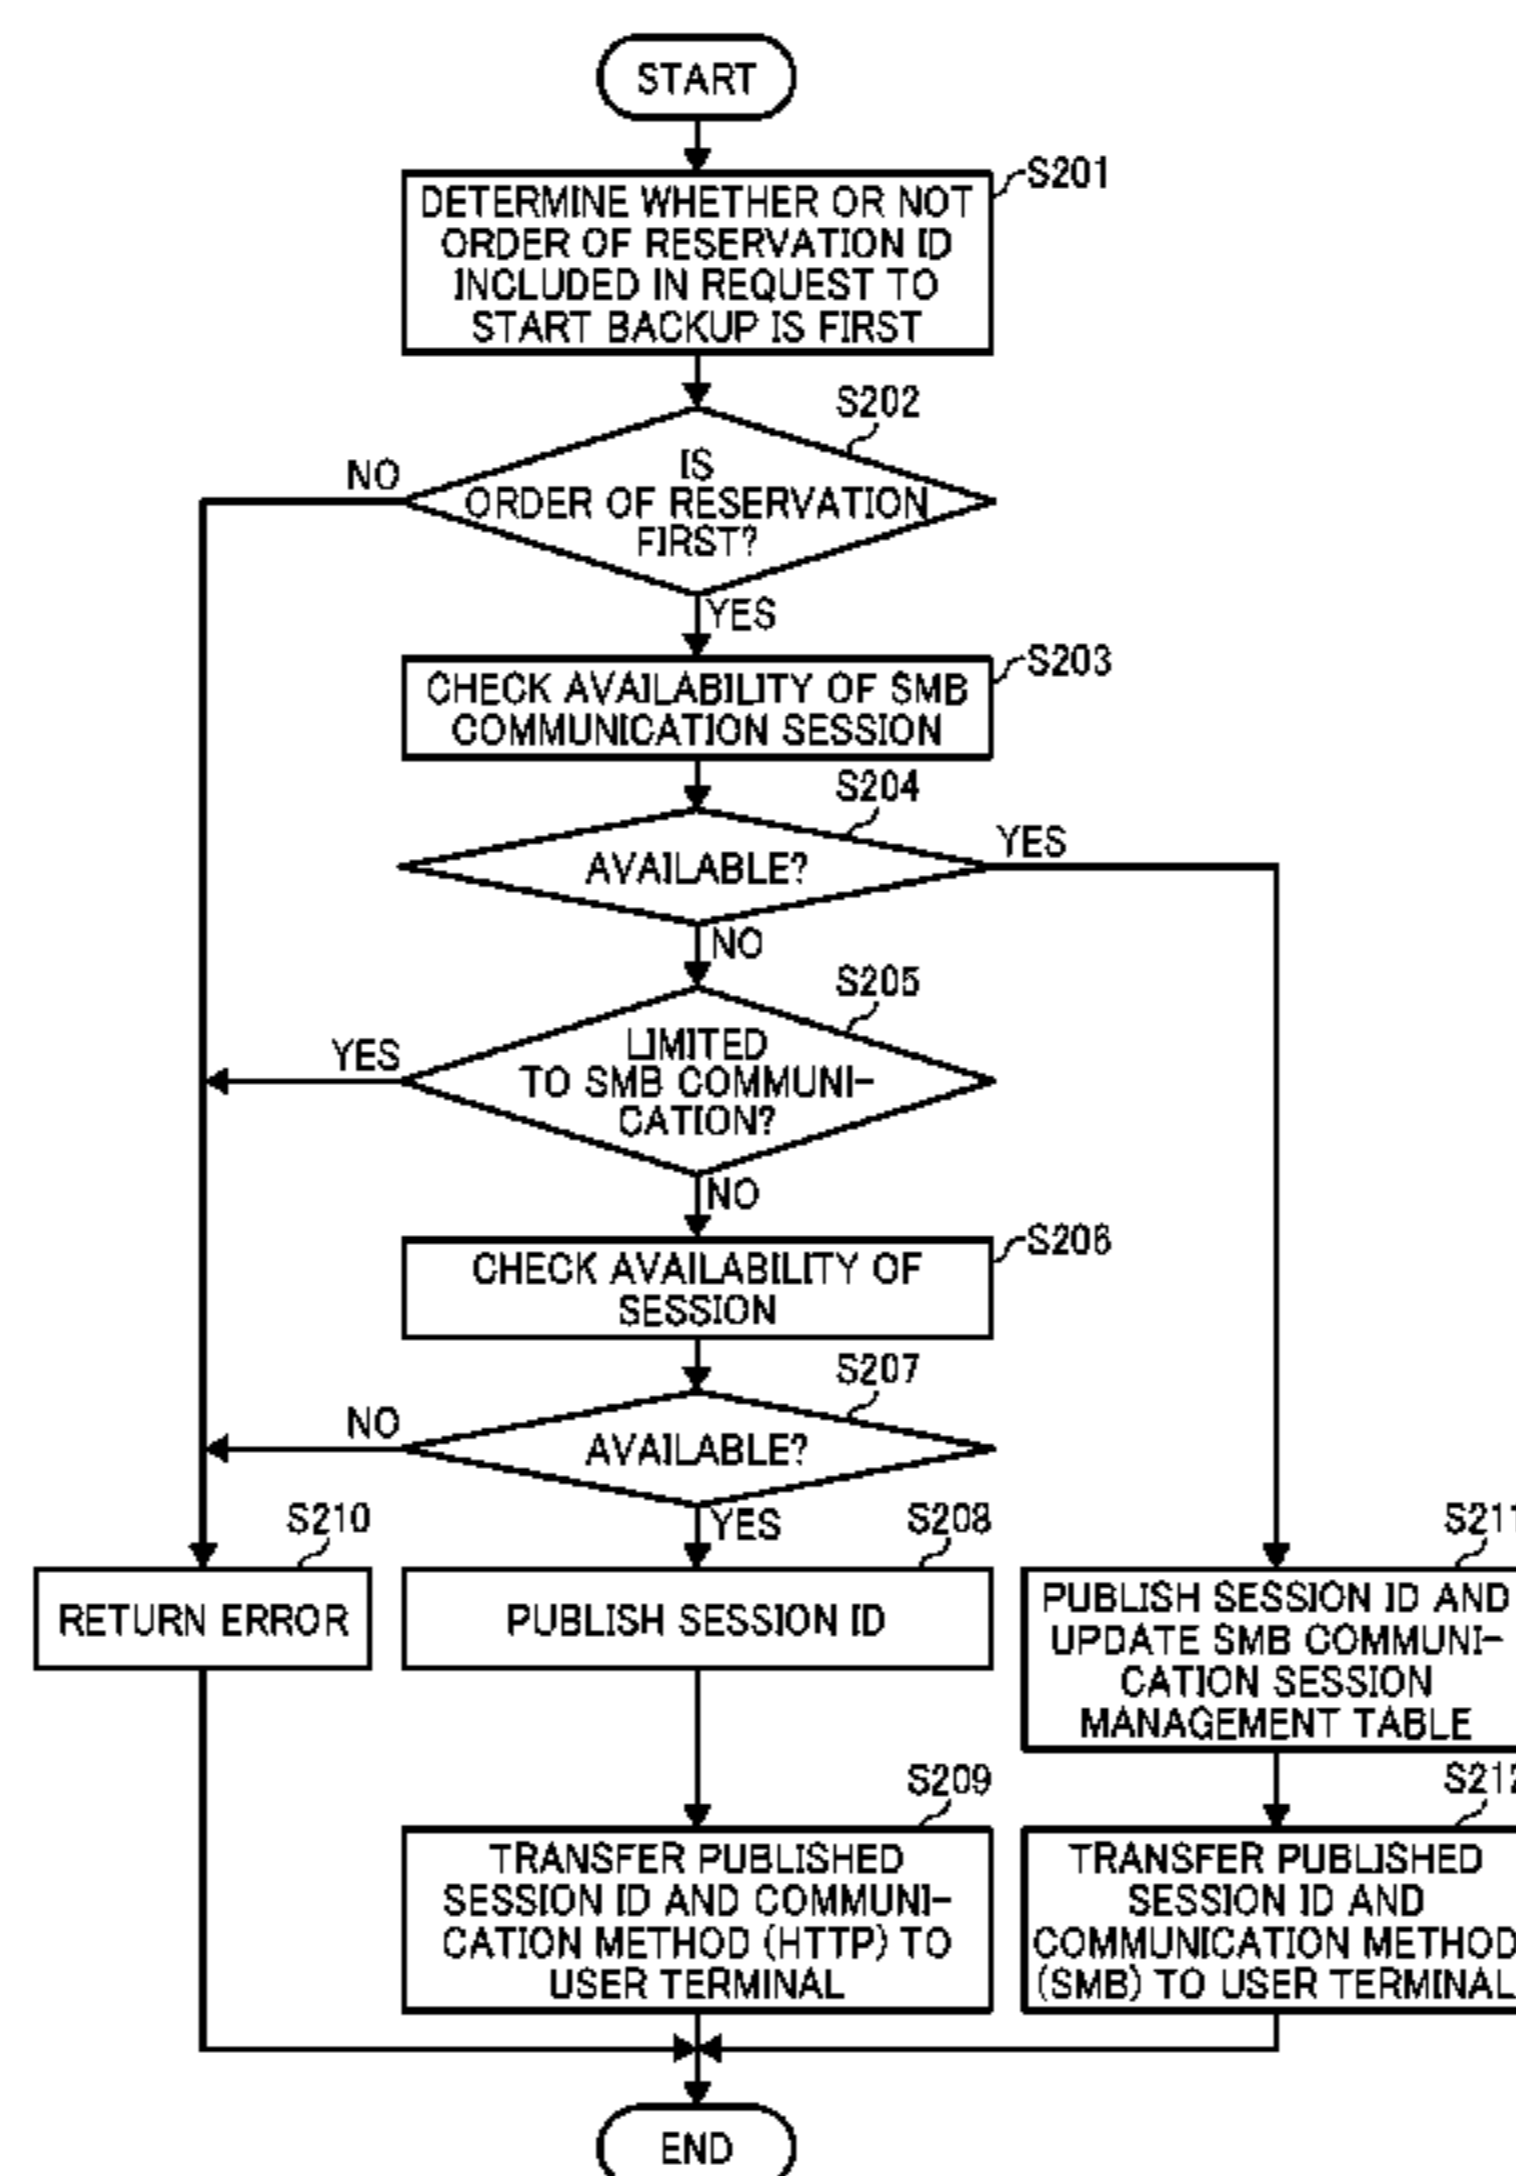 START
S201
DETERMINE WHETHER OR NOT
ORDER OF RESERVATION ID
INCLUDED IN REQUEST TO
START BACKUP IS FIRST
S202
NO
IS
ORDER OF RESERVATION
FIRST?
YES
S203
CHECK AVAILABILITY OF SMB
COMMUNICATION SESSION
S204
YES
AVAILABLE?
NO
S205
YES
LIMITED
TO SMB COMMUNI-
CATION?
NO
S206
CHECK AVAILABILITY OF
SESSION
S207
NO
AVAILABLE?
YES
S210
RETURN ERROR
S208
PUBLISH SESSION ID
S211
PUBLISH SESSION ID AND
UPDATE SMB COMMUNI-
CATION SESSION
MANAGEMENT TABLE
S209
TRANSFER PUBLISHED
SESSION ID AND COMMUNI-
CATION METHOD (HTTP) TO
USER TERMINAL
S212
TRANSFER PUBLISHED
SESSION ID AND
COMMUNICATION METHOD
(SMB) TO USER TERMINAL
END